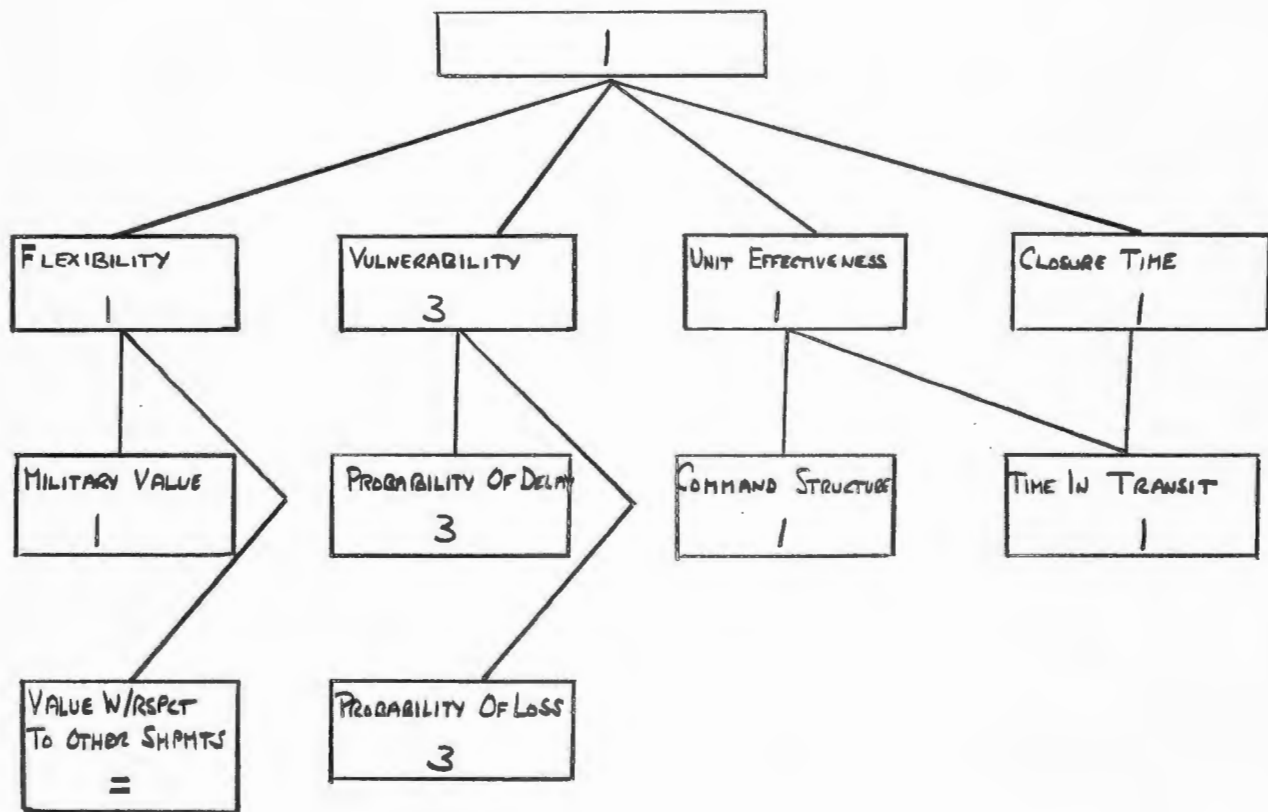 1
FLEXIBILITY
1
VULNERABILITY
3
UNIT EFFECTIVENESS
1
CLOSURE TIME
1
MILITARY VALUE
1
PROBABILITY OF DELAY
3
COMMAND STRUCTURE
1
TIME IN TRANSIT
1
VALUE W/RSPCT
TO OTHER SHPMTS
=
PROBABILITY OF LOSS
3